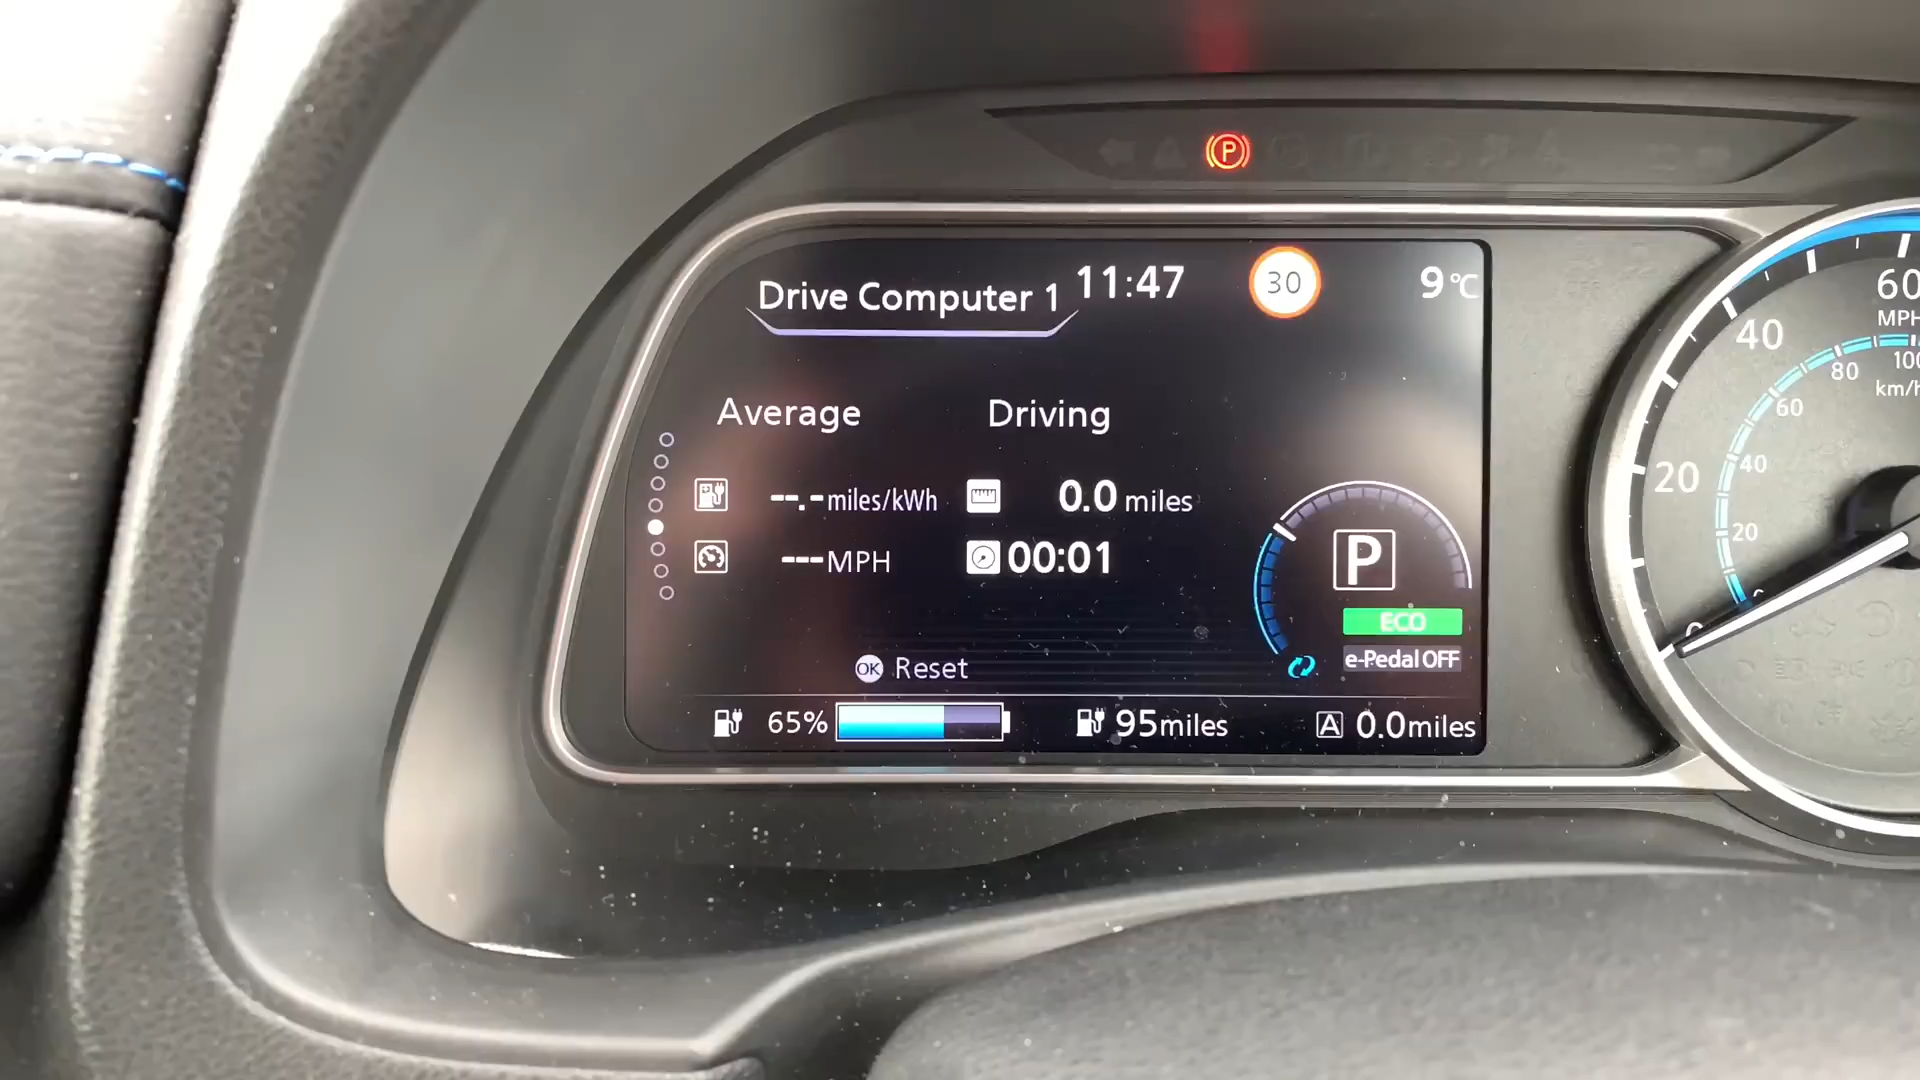 P
Drive Computer 1 11:47 30 9°C
Average Driving
--.-miles/kWh 0.0 miles
---MPH 00:01
P
ECO
e-Pedal OFF
OK Reset
65% 95miles A 0.0miles
60
MPH
40
100
80
km/h
60
40
20
20
0